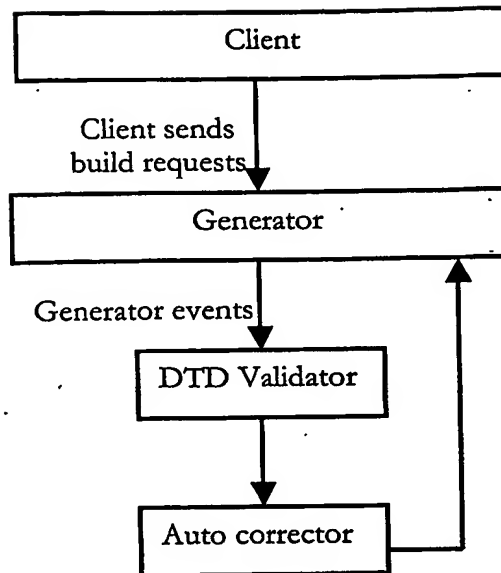 Client
Client sends
build requests
Generator
Generator events
DTD Validator
Auto corrector